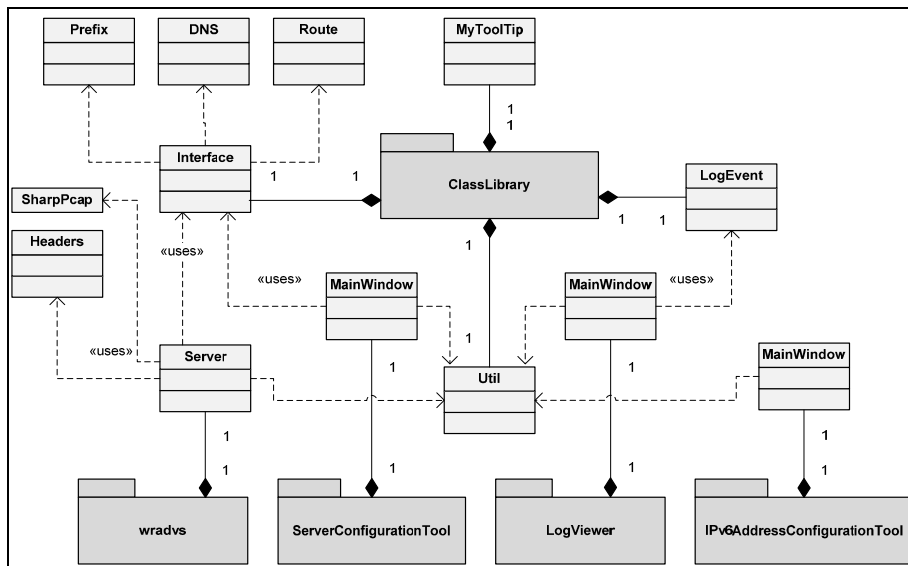 Prefix
DNS
Route
MyToolTip
1
1
Interface
1
1
ClassLibrary
LogEvent
1
1
SharpPcap
Headers
«uses»
1
«uses»
MainWindow
«uses»
MainWindow
«uses»
Server
1
1
Util
1
MainWindow
1
1
1
1
1
1
wradvs
ServerConfigurationTool
LogViewer
IPv6AddressConfigurationTool